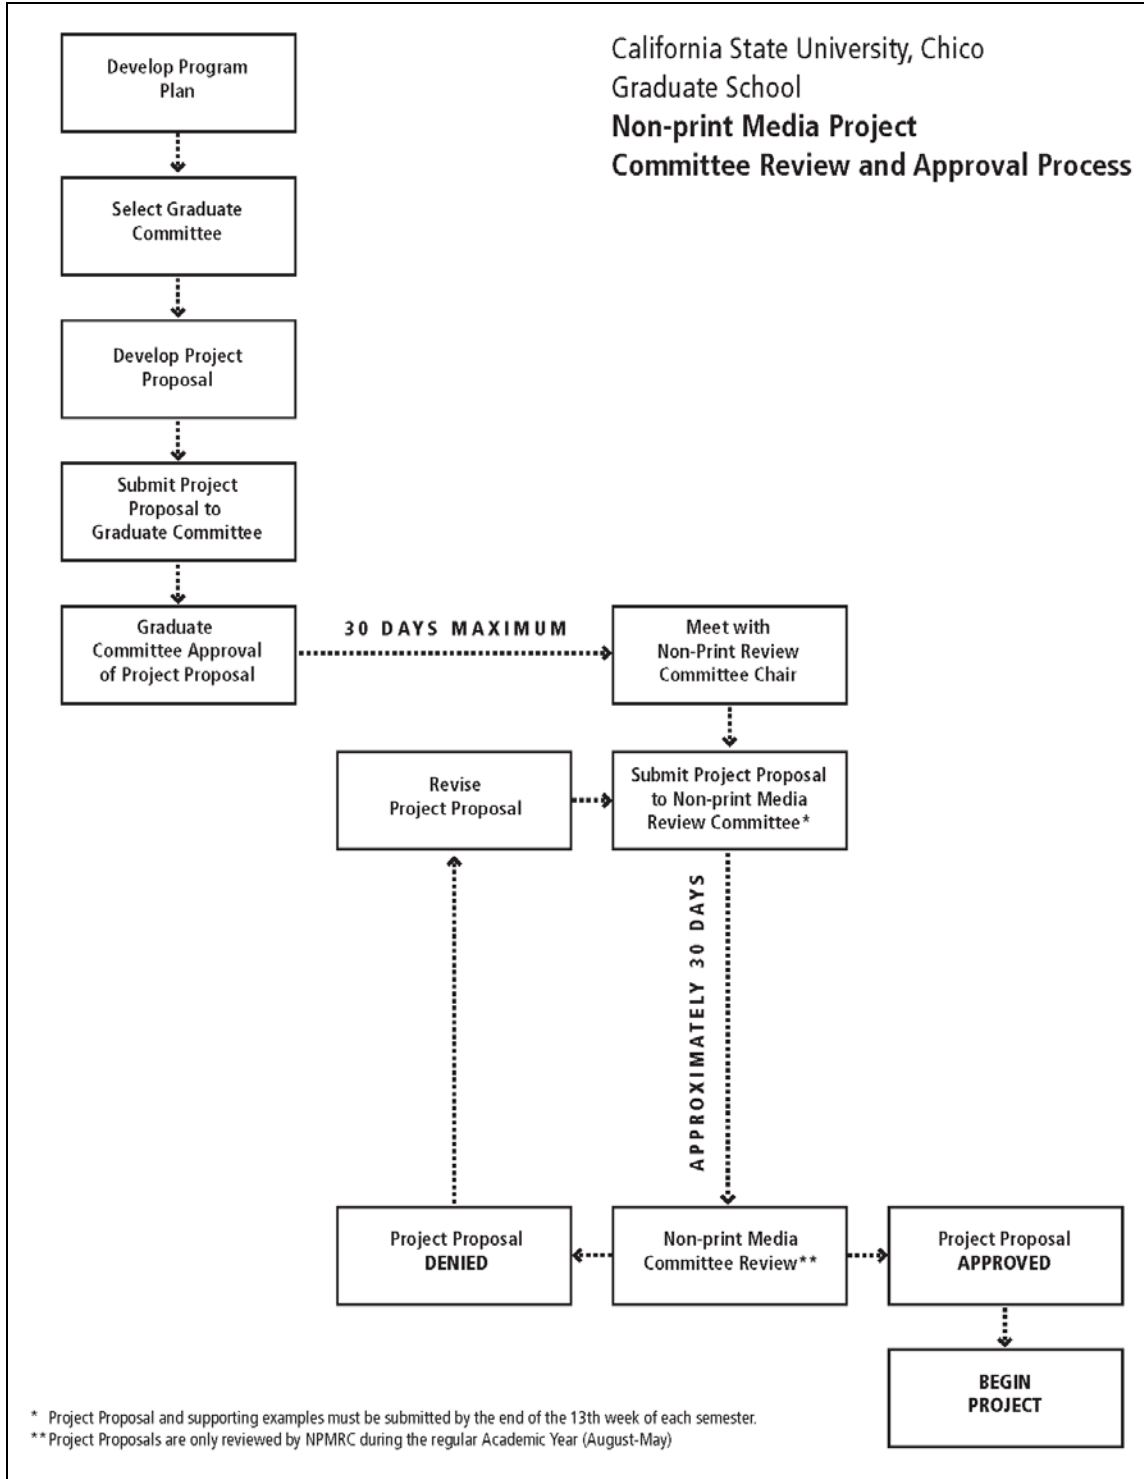 California State University, Chico
Graduate School
Non-print Media Project
Committee Review and Approval Process
Develop Program
Plan
Select Graduate
Committee
Develop Project
Proposal
Submit Project
Proposal to
Graduate Committee
Graduate
Committee Approval
of Project Proposal
30 DAYS MAXIMUM
Meet with
Non-Print Review
Committee Chair
Revise
Project Proposal
Submit Project Proposal
to Non-print Media
Review Committee*
APPROXIMATELY 30 DAYS
Project Proposal
DENIED
Non-print Media
Committee Review**
Project Proposal
APPROVED
BEGIN
PROJECT
* Project Proposal and supporting examples must be submitted by the end of the 13th week of each semester.
** Project Proposals are only reviewed by NPMRC during the regular Academic Year (August-May)